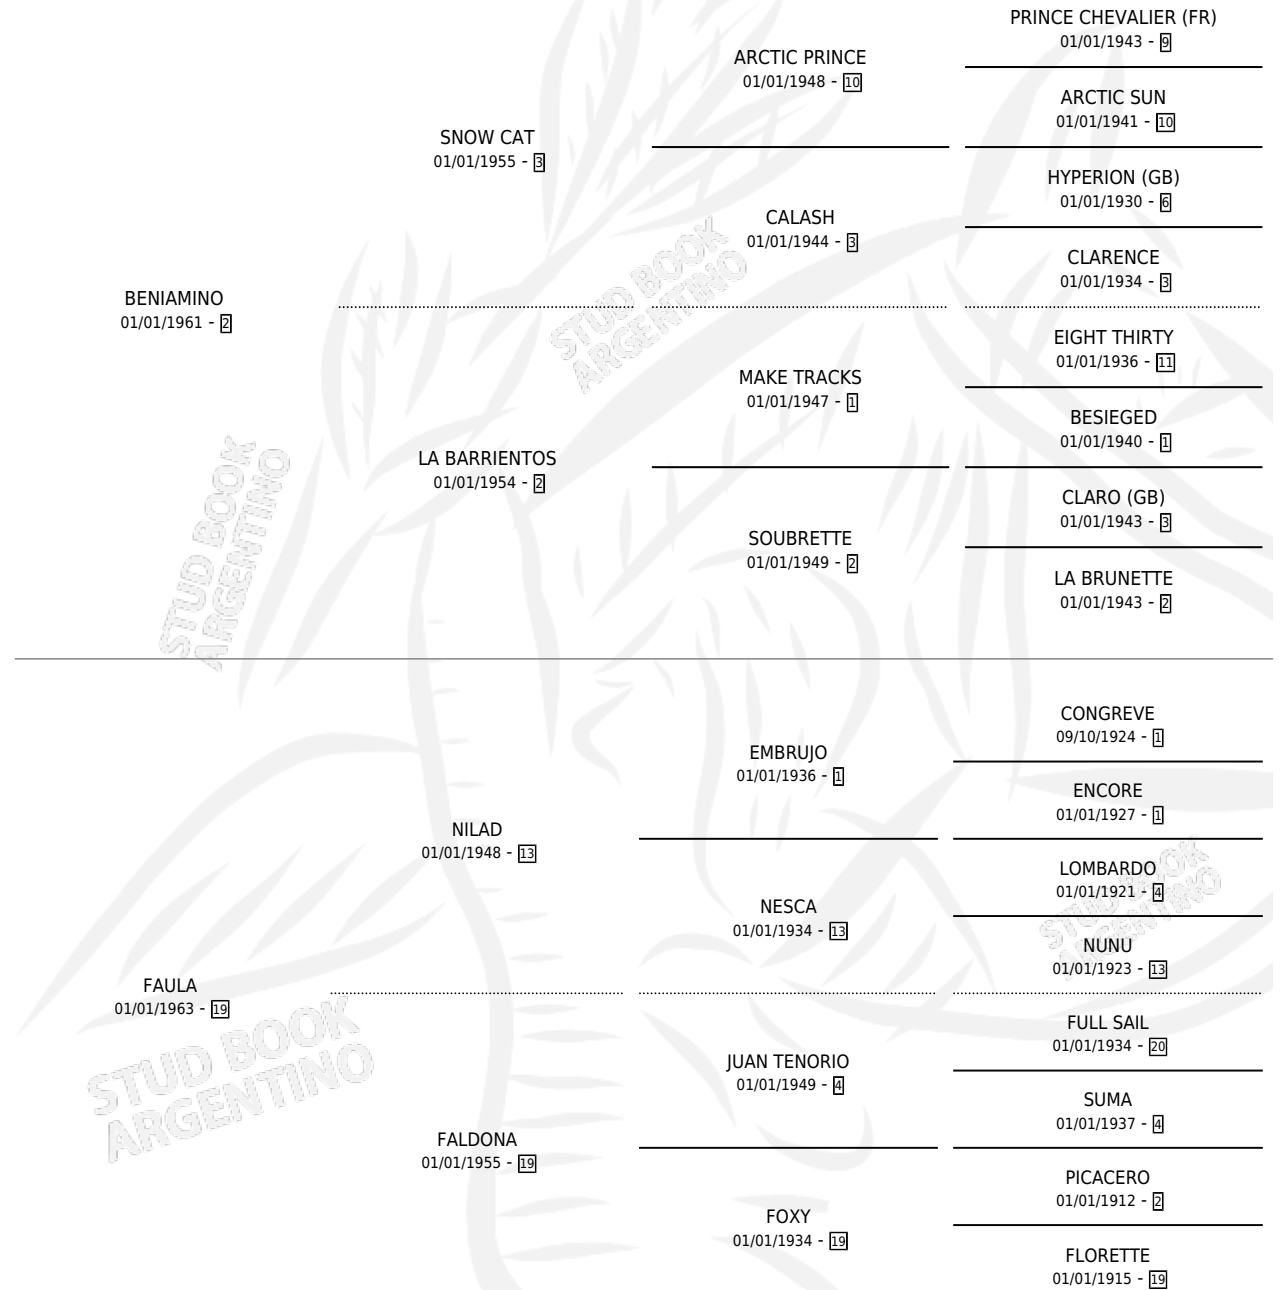 PRINCE CHEVALIER (FR)
01/01/1943 - 9
ARCTIC PRINCE
01/01/1948 - 10
ARCTIC SUN
01/01/1941 - 10
SNOW CAT
01/01/1955 - 3
HYPERION (GB)
01/01/1930 - 6
CALASH
01/01/1944 - 3
CLARENCE
01/01/1934 - 3
BENIAMINO
01/01/1961 - 2
EIGHT THIRTY
01/01/1936 - 11
MAKE TRACKS
01/01/1947 - 1
BESIEGED
01/01/1940 - 1
LA BARRIENTOS
01/01/1954 - 2
CLARO (GB)
01/01/1943 - 3
SOUBRETTE
01/01/1949 - 2
LA BRUNETTE
01/01/1943 - 2
CONGREVE
09/10/1924 - 1
EMBRUJO
01/01/1936 - 1
ENCORE
01/01/1927 - 1
NILAD
01/01/1948 - 13
LOMBARDO
01/01/1921 - 4
NESCA
01/01/1934 - 13
NUNU
01/01/1923 - 13
FAULA
01/01/1963 - 19
FULL SAIL
01/01/1934 - 20
JUAN TENORIO
01/01/1949 - 4
SUMA
01/01/1937 - 4
FALDONA
01/01/1955 - 19
PICACERO
01/01/1912 - 2
FOXY
01/01/1934 - 19
FLORETTE
01/01/1915 - 19
STUD BOOK
ARGENTINO
STUD BOOK
ARGENTINO
STUD BOOK
ARGENTINO
STUD BOOK
ARGENTINO